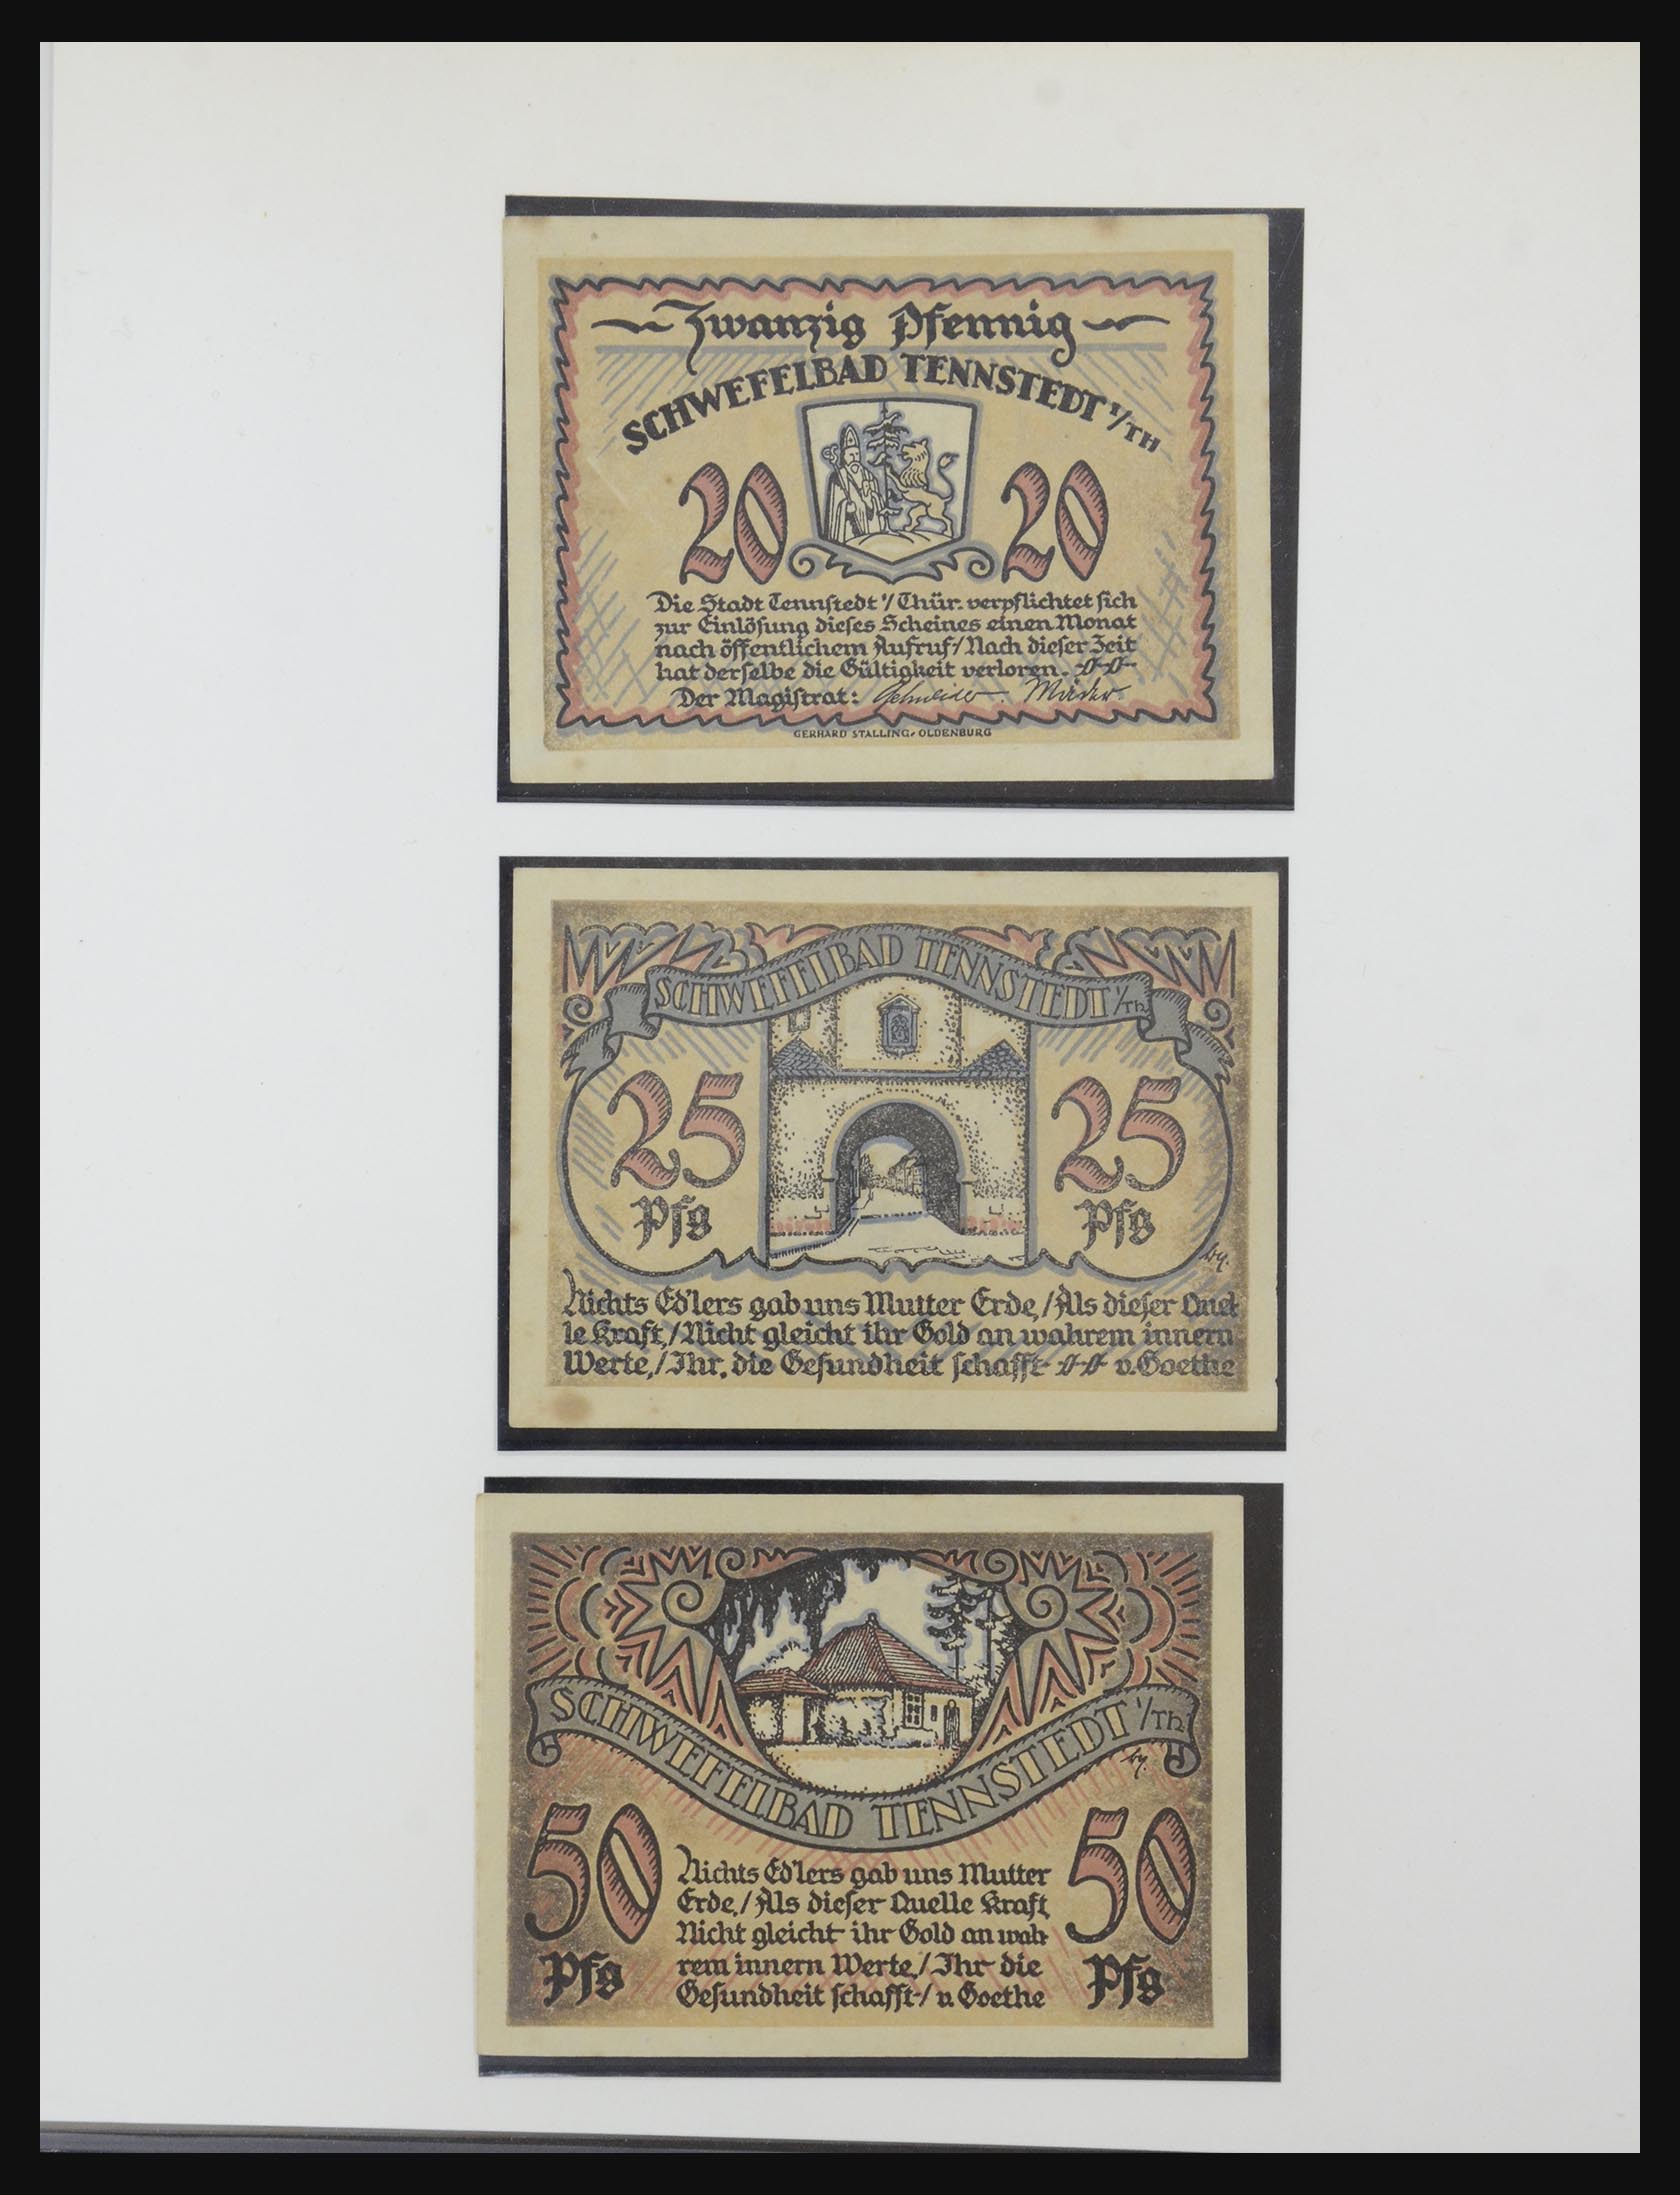 Zwanzig Pfennig
SCHWEFELBAD TENNSTEDT i/TH
20 20
Die Stadt Tennstedt i/Thür. verpflichtet sich
zur Einlösung dieses Scheines einen Monat
nach öffentlichem Aufruf/Nach dieser Zeit
hat derselbe die Gültigkeit verloren.
Der Magistrat: Schneider. Mäder
GERHARD STALLING, OLDENBURG
SCHWEFELBAD TENNSTEDT i/Th
25 25
Pfg Pfg
Nichts Ed'lers gab uns Mutter Erde,/Als dieser Quel
le Kraft,/Nicht gleicht ihr Gold an wahrem innern
Werte,/Ihr, die Gesundheit schafft v. Goethe
SCHWEFELBAD TENNSTEDT i/Th
50 50
Pfg Pfg
Nichts Ed'lers gab uns Mutter
Erde,/Als dieser Quelle Kraft,
Nicht gleicht ihr Gold an wah-
rem innern Werte,/Ihr die
Gesundheit schafft/v Goethe